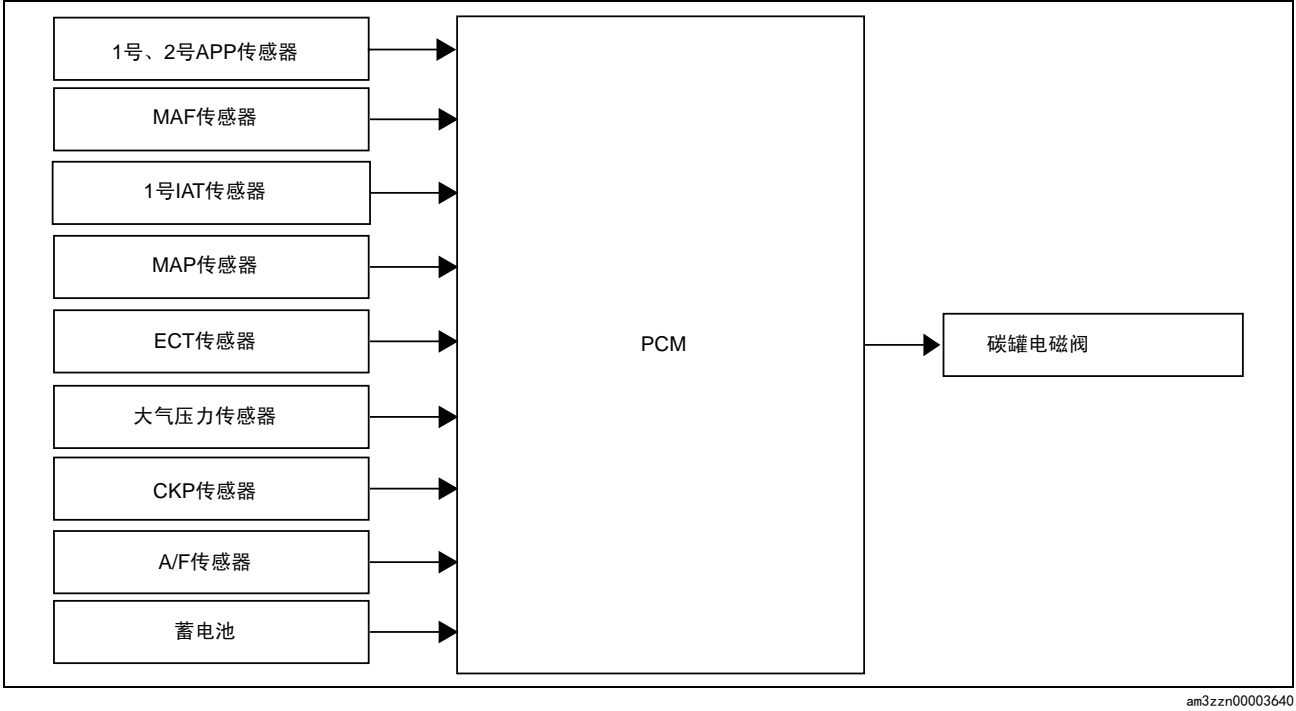 1号、2号APP传感器
MAF传感器
1号IAT传感器
MAP传感器
ECT传感器
大气压力传感器
CKP传感器
A/F传感器
蓄电池
PCM
碳罐电磁阀
am3zzn00003640